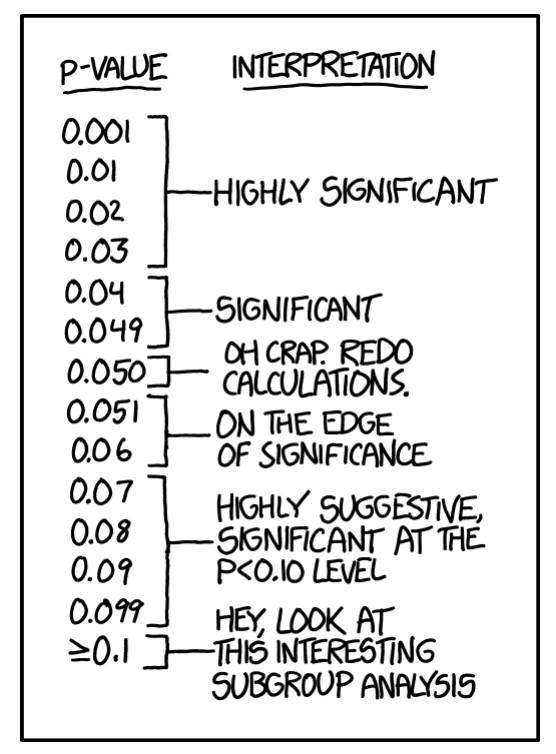 P-VALUE INTERPRETATION
0.001
0.01
0.02
0.03
HIGHLY SIGNIFICANT
0.04
0.049
SIGNIFICANT
0.050
OH CRAP. REDO
CALCULATIONS.
0.051
0.06
ON THE EDGE
OF SIGNIFICANCE
0.07
0.08
0.09
0.099
HIGHLY SUGGESTIVE,
SIGNIFICANT AT THE
P<0.10 LEVEL
≥0.1
HEY, LOOK AT
THIS INTERESTING
SUBGROUP ANALYSIS